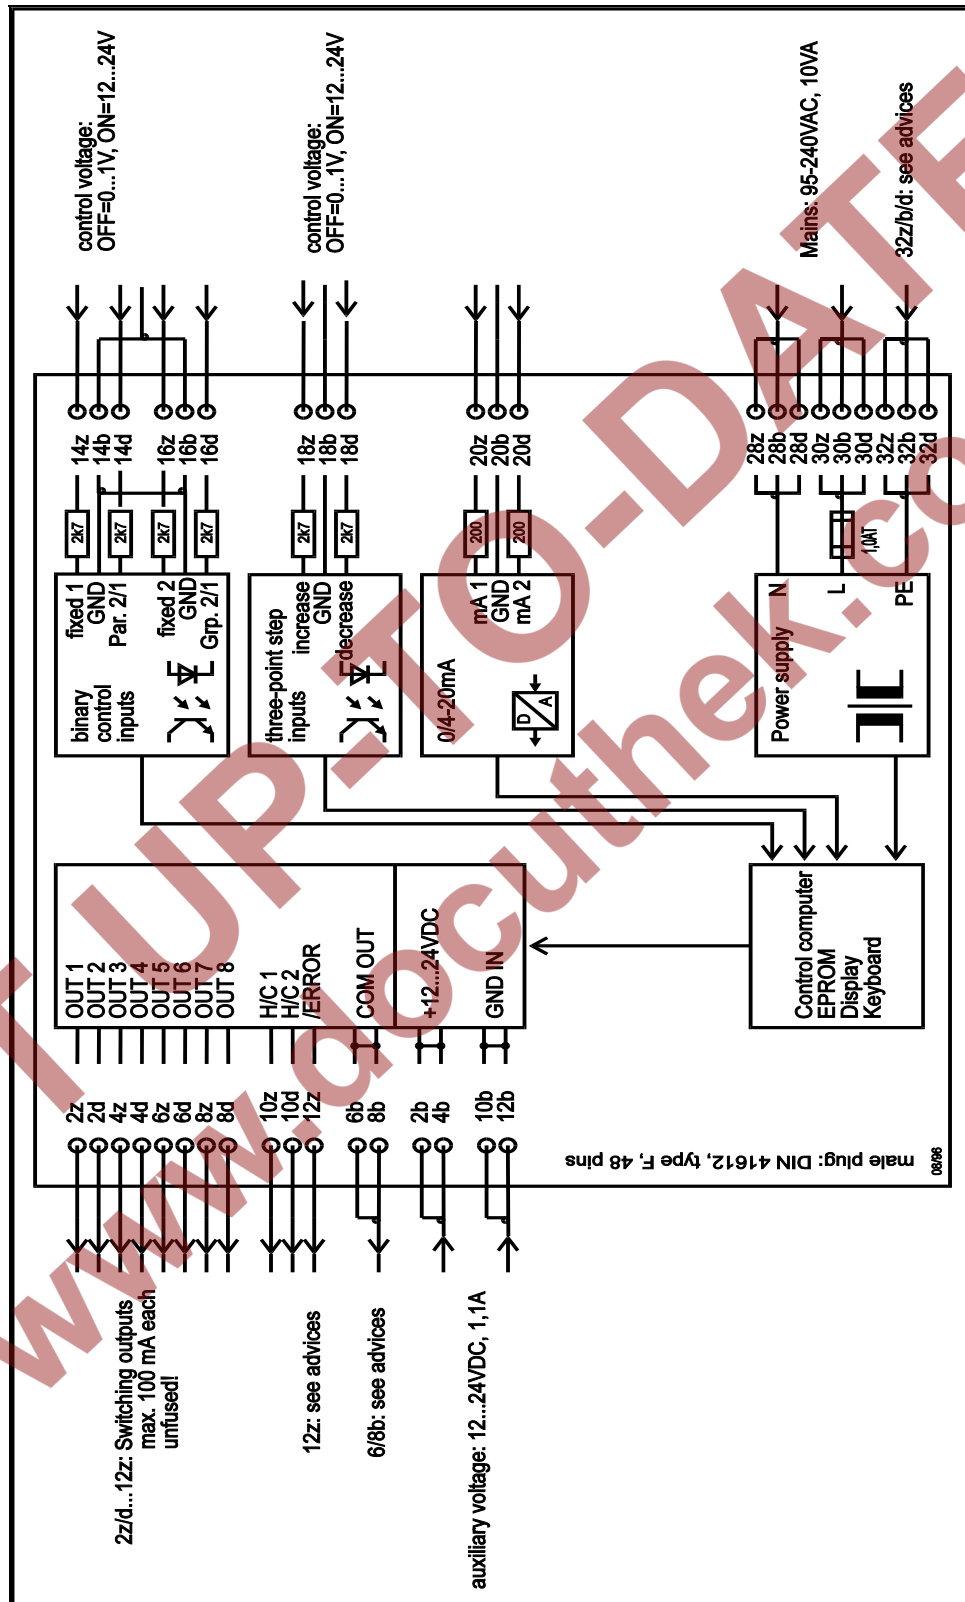 control voltage:
OFF=0...1V, ON=12...24V
control voltage:
OFF=0...1V, ON=12...24V
Mains: 95-240VAC, 10VA
32z/b/d: see advices
14z
14b
14d
16z
16b
16d
18z
18b
18d
20z
20b
20d
28z
28b
28d
30z
30b
30d
32z
32b
32d
2k7
2k7
2k7
2k7
2k7
2k7
200
200
1,0AT
binary
control
inputs
fixed 1
GND
Par. 2/1
fixed 2
GND
Grp. 2/1
three-point step
inputs
increase
GND
decrease
0/4-20mA
mA 1
GND
mA 2
D
A
Power supply
N
L
PE
OUT 1
OUT 2
OUT 3
OUT 4
OUT 5
OUT 6
OUT 7
OUT 8
H/C 1
H/C 2
/ERROR
COM OUT
+12...24VDC
GND IN
Control computer
EPROM
Display
Keyboard
2z
2d
4z
4d
6z
6d
8z
8d
10z
10d
12z
6b
8b
2b
4b
10b
12b
male plug: DIN 41612, type F, 48 pins
08/96
2z/d...12z: Switching outputs
max. 100 mA each
unfused!
12z: see advices
6/8b: see advices
auxiliary voltage: 12...24VDC, 1,1A
T UP-TO-DATE
www.docuthek.co